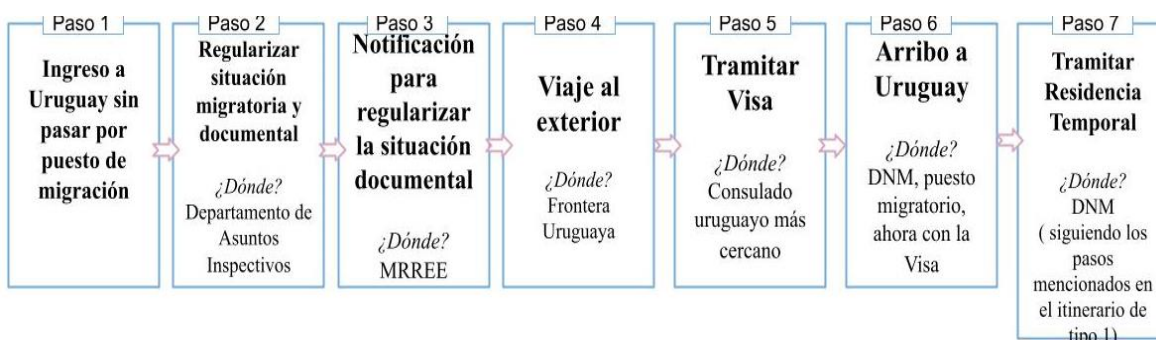 Paso 1
Ingreso a
Uruguay sin
pasar por
puesto de
migración
Paso 2
Regularizar
situación
migratoria y
documental
¿Dónde?
Departamento de
Asuntos
Inspectivos
Paso 3
Notificación
para
regularizar
la situación
documental
¿Dónde?
MRREE
Paso 4
Viaje al
exterior
¿Dónde?
Frontera
Uruguaya
Paso 5
Tramitar
Visa
¿Dónde?
Consulado
uruguayo más
cercano
Paso 6
Arribo a
Uruguay
¿Dónde?
DNM, puesto
migratorio,
ahora con la
Visa
Paso 7
Tramitar
Residencia
Temporal
¿Dónde?
DNM
( siguiendo los
pasos
mencionados en
el itinerario de
tipo 1)